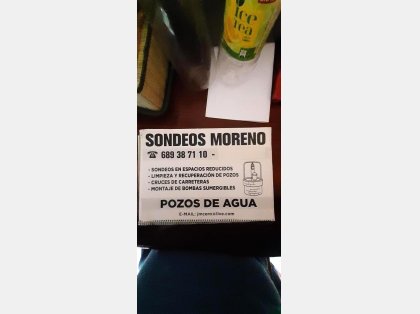 ice
tea
SONDEOS MORENO
☎ 689 38 71 10 -
- SONDEOS EN ESPACIOS REDUCIDOS
- LIMPIEZA Y RECUPERACIÓN DE POZOS
- CRUCES DE CARRETERAS
- MONTAJE DE BOMBAS SUMERGIBLES
POZOS DE AGUA
E-MAIL: